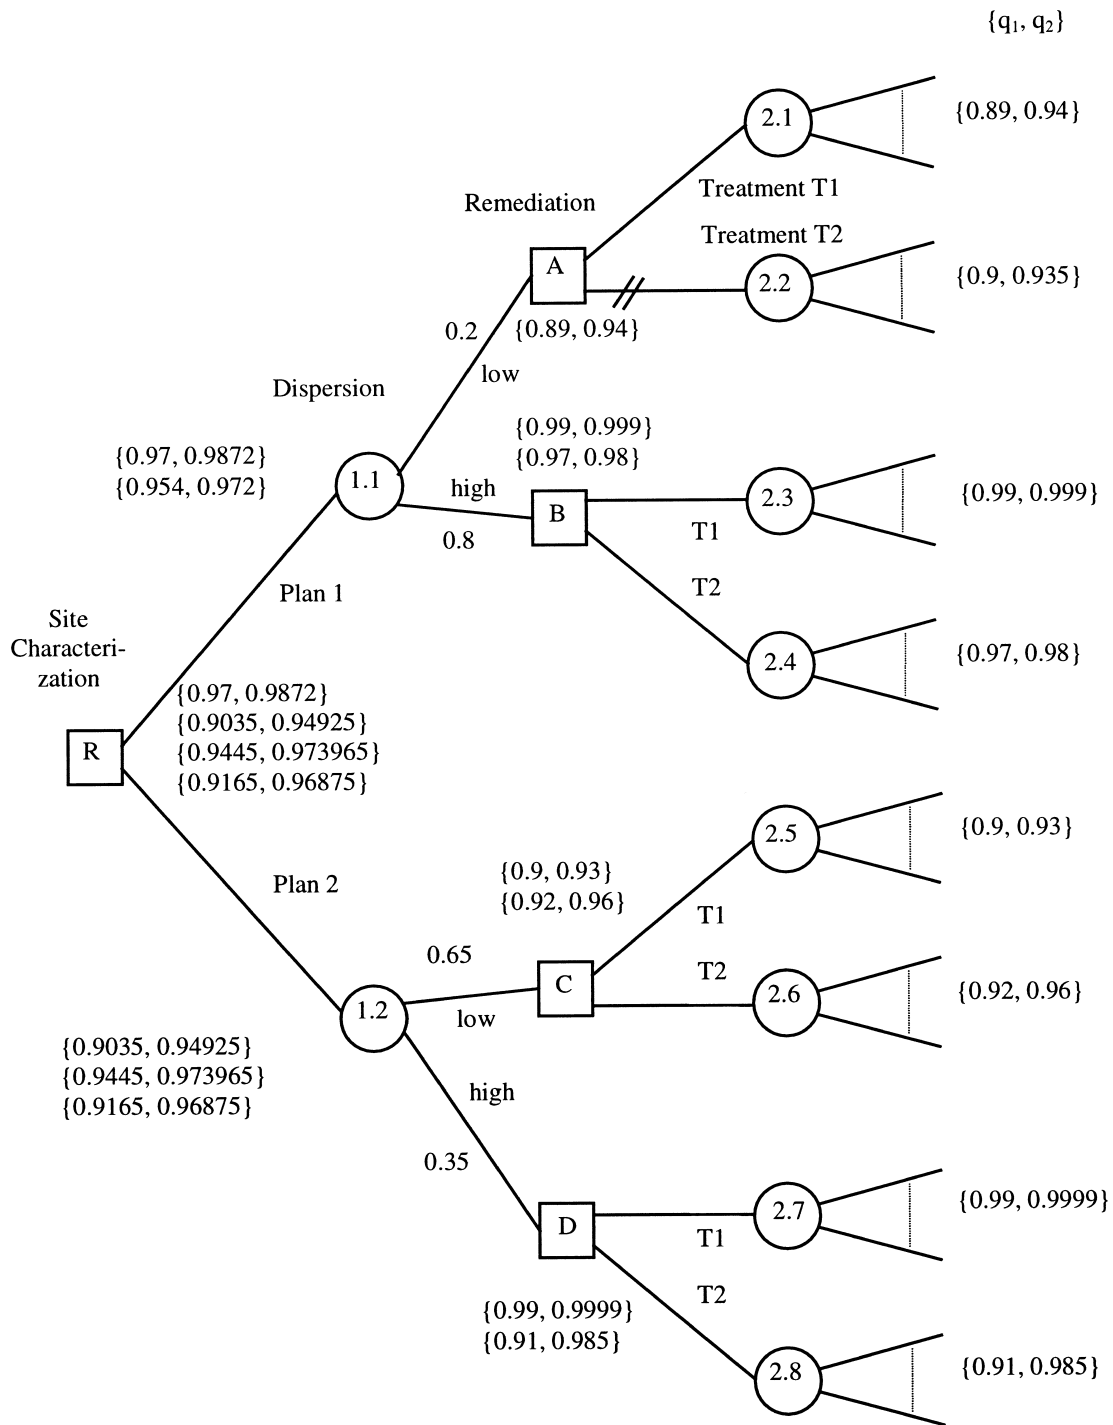 {q₁, q₂}
2.1
{0.89, 0.94}
Treatment T1
Remediation
Treatment T2
A
2.2
{0.9, 0.935}
0.2
{0.89, 0.94}
low
Dispersion
{0.99, 0.999}
{0.97, 0.98}
{0.97, 0.9872}
{0.954, 0.972}
1.1
high
0.8
B
2.3
{0.99, 0.999}
T1
T2
Plan 1
Site
Characteri-
zation
2.4
{0.97, 0.98}
R
{0.97, 0.9872}
{0.9035, 0.94925}
{0.9445, 0.973965}
{0.9165, 0.96875}
2.5
{0.9, 0.93}
Plan 2
{0.9, 0.93}
{0.92, 0.96}
T1
0.65
T2
C
2.6
{0.92, 0.96}
low
1.2
{0.9035, 0.94925}
{0.9445, 0.973965}
{0.9165, 0.96875}
high
0.35
D
2.7
{0.99, 0.9999}
T1
T2
{0.99, 0.9999}
{0.91, 0.985}
2.8
{0.91, 0.985}